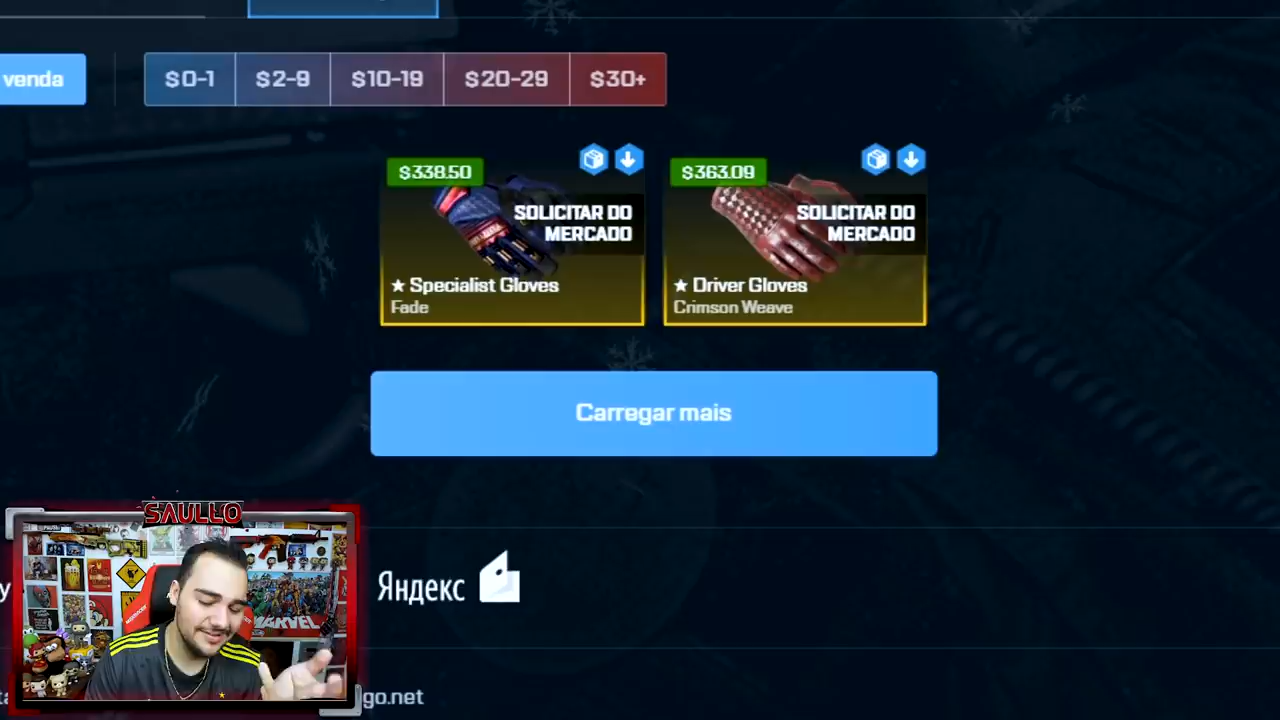 venda
$0-1
$2-9
$10-19
$20-29
$30+
$338.50
SOLICITAR DO
MERCADO
★ Specialist Gloves
Fade
$363.09
SOLICITAR DO
MERCADO
★ Driver Gloves
Crimson Weave
Carregar mais
SAULLO
MARVEL
Яндекс
go.net